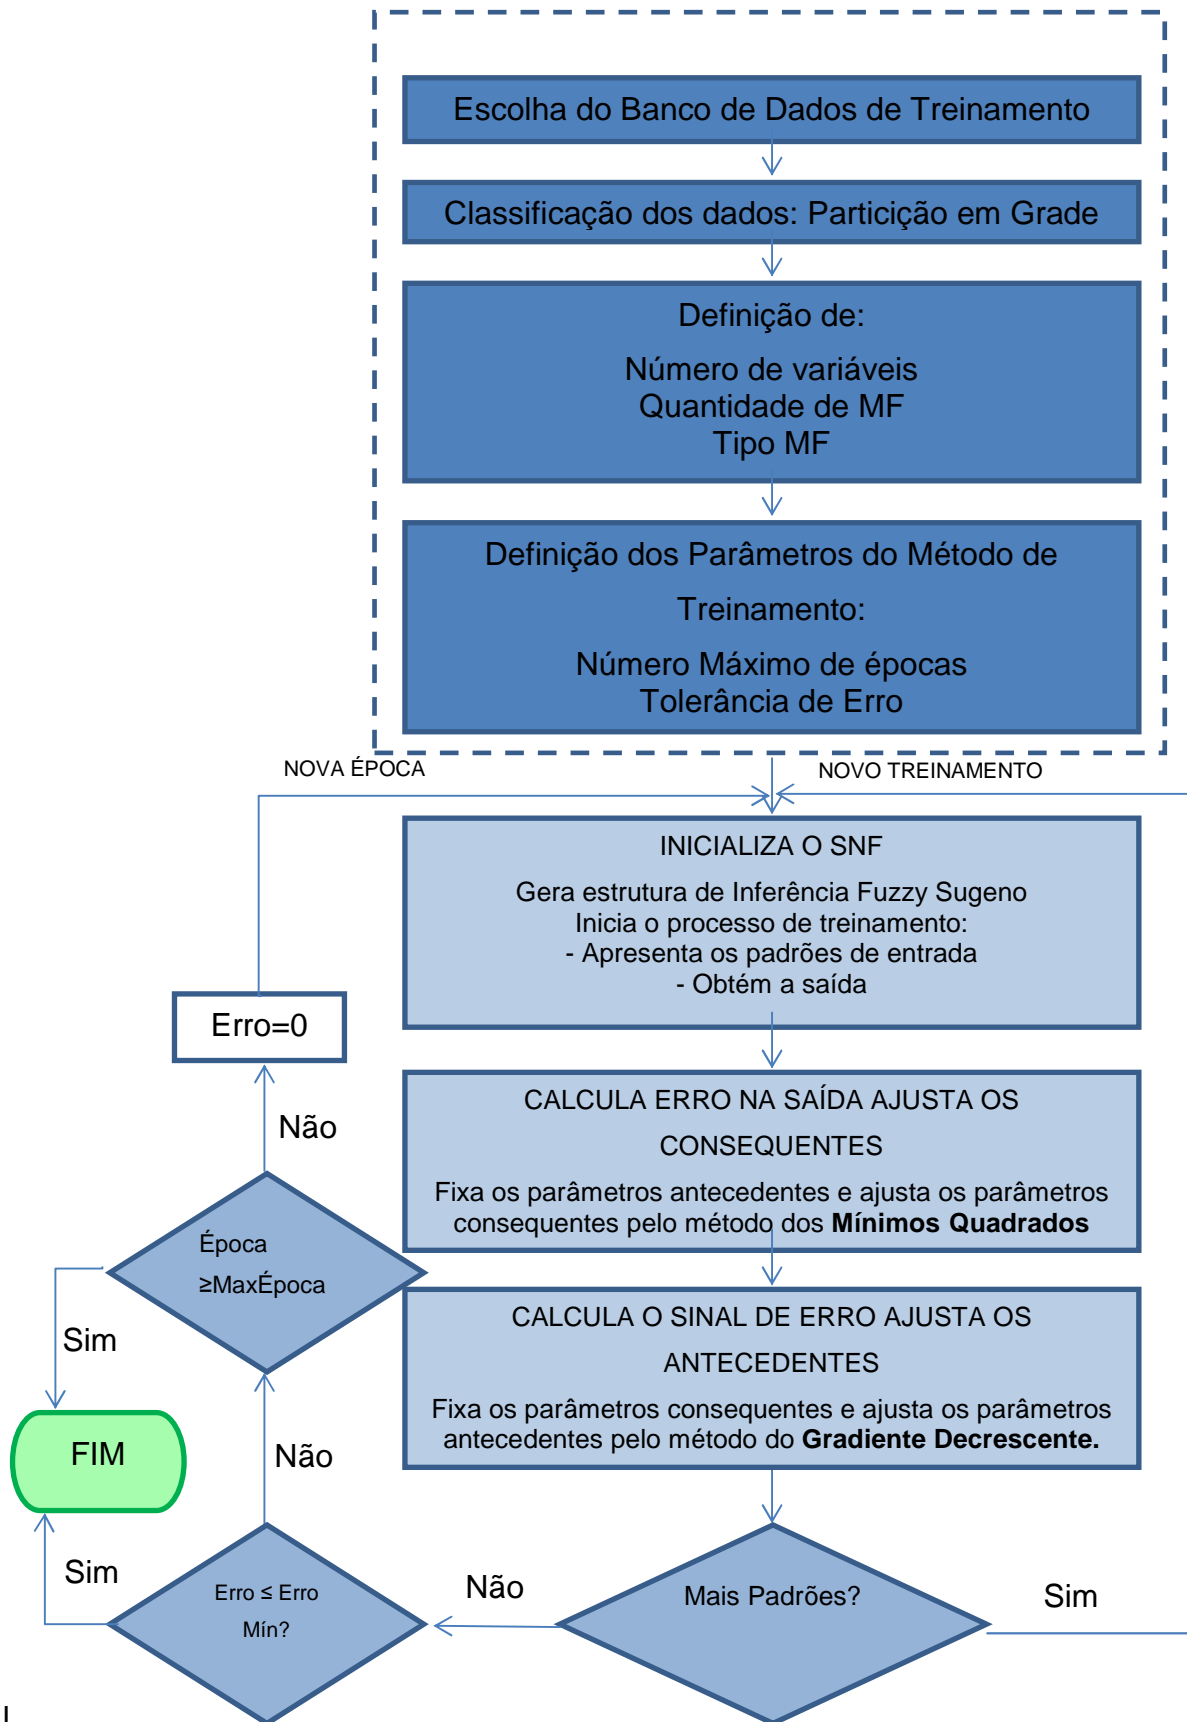 Escolha do Banco de Dados de Treinamento
Classificação dos dados: Particição em Grade
Definição de:
Número de variáveis
Quantidade de MF
Tipo MF
Definição dos Parâmetros do Método de
Treinamento:
Número Máximo de épocas
Tolerância de Erro
NOVA ÉPOCA
NOVO TREINAMENTO
INICIALIZA O SNF
Gera estrutura de Inferência Fuzzy Sugeno
Inicia o processo de treinamento:
- Apresenta os padrões de entrada
- Obtém a saída
Erro=0
CALCULA ERRO NA SAÍDA AJUSTA OS
CONSEQUENTES
Fixa os parâmetros antecedentes e ajusta os parâmetros
consequentes pelo método dos Mínimos Quadrados
Não
Época
≥MaxÉpoca
Sim
CALCULA O SINAL DE ERRO AJUSTA OS
ANTECEDENTES
Fixa os parâmetros consequentes e ajusta os parâmetros
antecedentes pelo método do Gradiente Decrescente.
FIM
Não
Sim
Erro ≤ Erro
Mín?
Não
Mais Padrões?
Sim